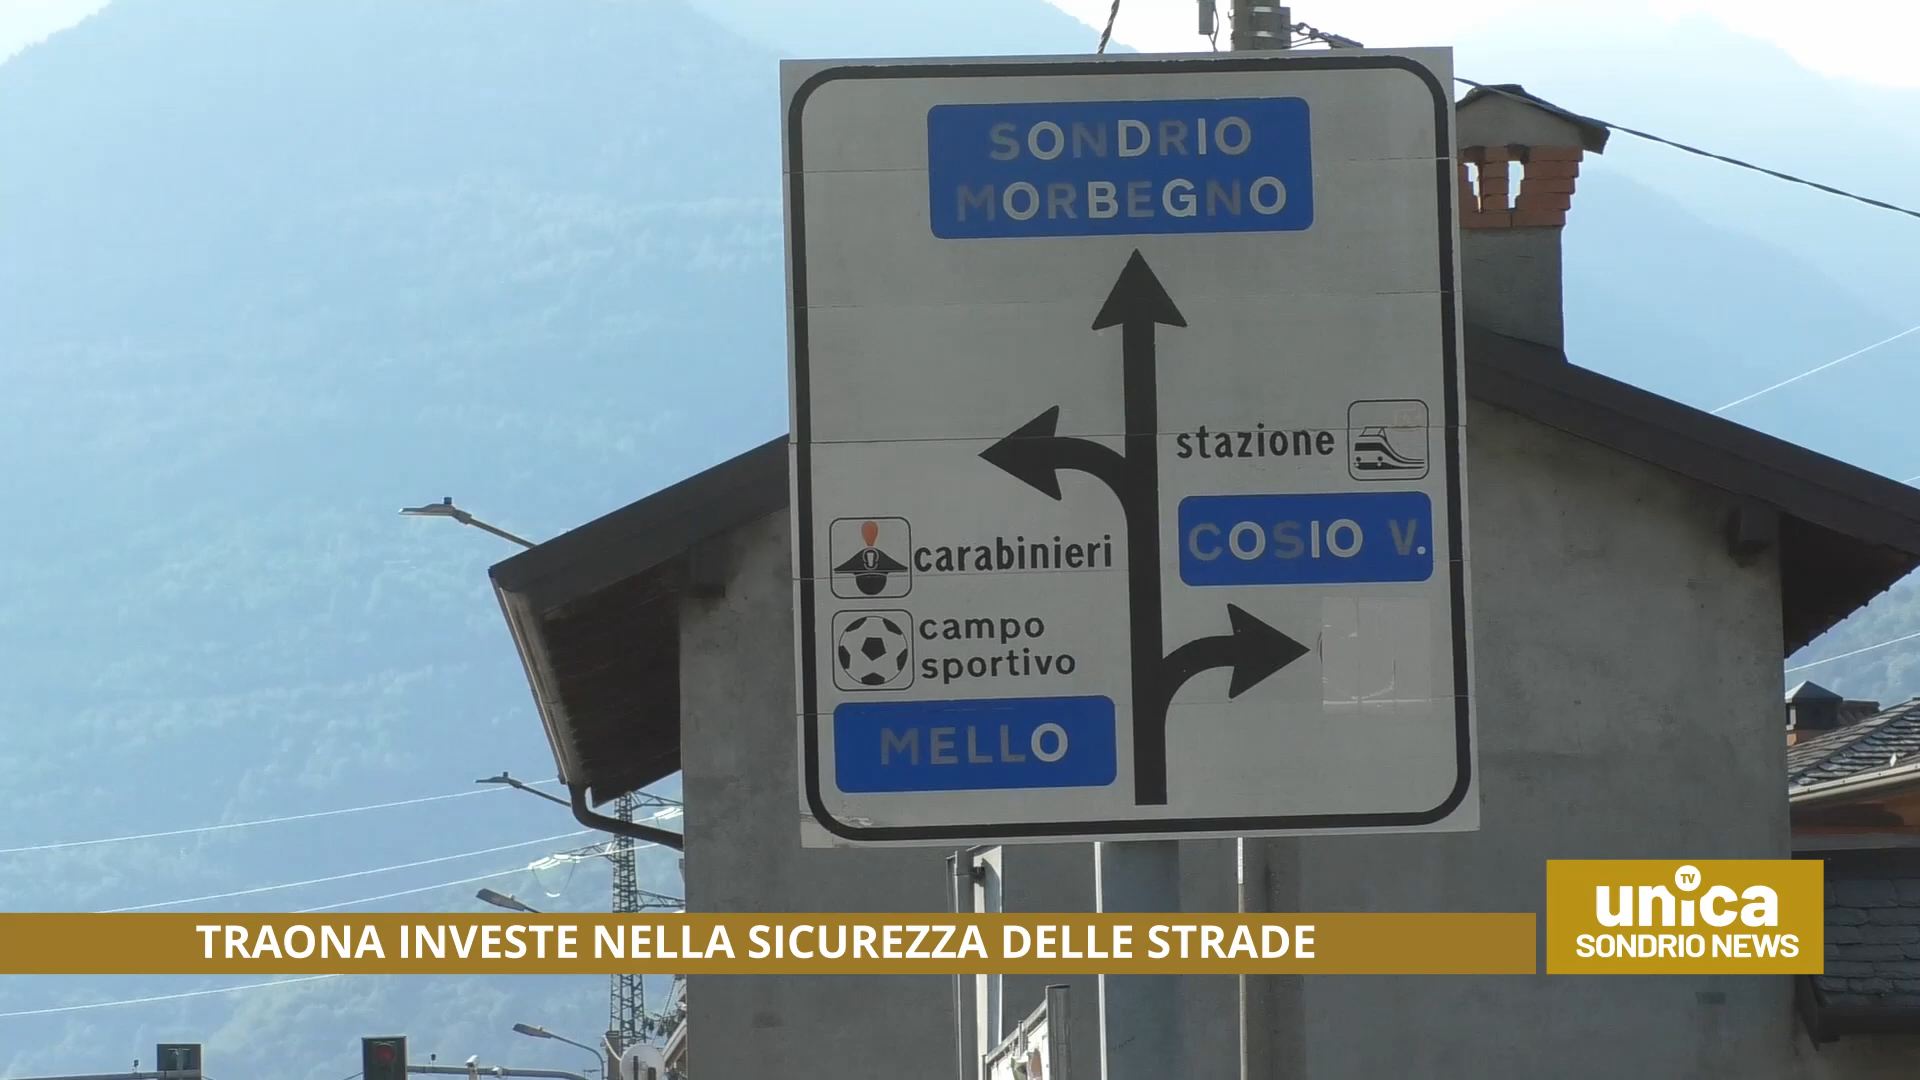 SONDRIO
MORBEGNO
stazione
COSIO V.
carabinieri
campo
sportivo
MELLO
TRAONA INVESTE NELLA SICUREZZA DELLE STRADE
unica
TV
SONDRIO NEWS